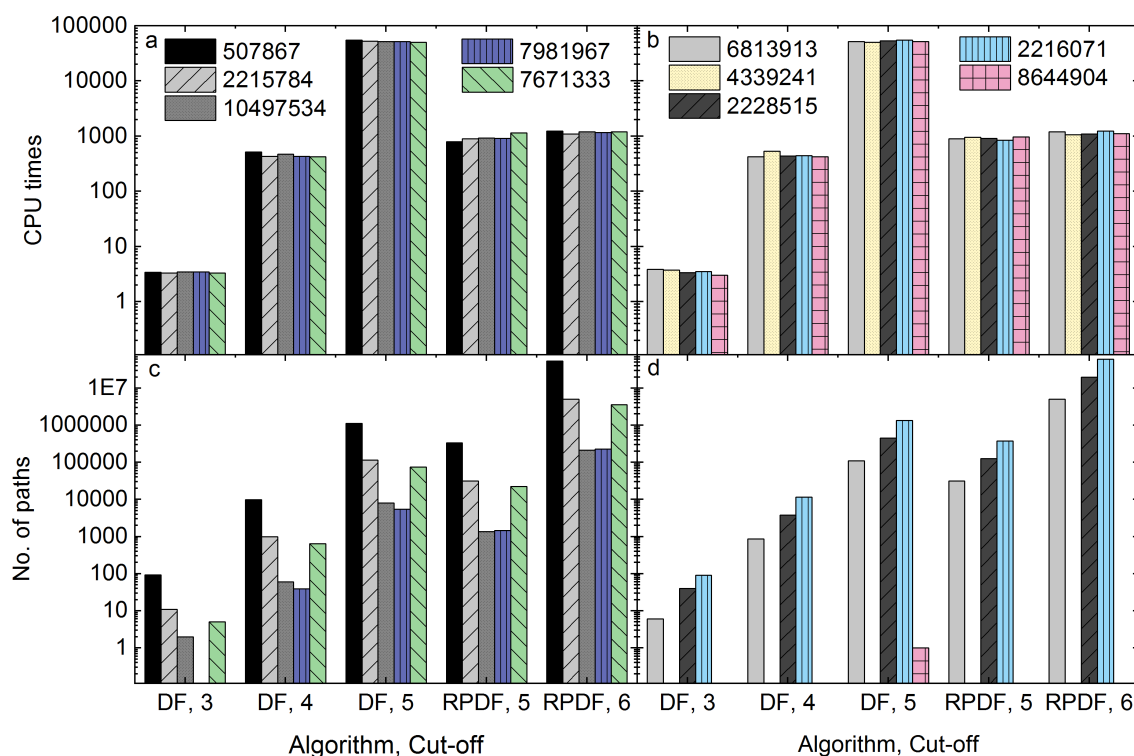 CPU times
100000
10000
1000
100
10
1
a
507867
2215784
10497534
7981967
7671333
b
6813913
4339241
2228515
2216071
8644904
No. of paths
1E7
1000000
100000
10000
1000
100
10
1
c
d
DF, 3 DF, 4 DF, 5 RPDF, 5 RPDF, 6
DF, 3 DF, 4 DF, 5 RPDF, 5 RPDF, 6
Algorithm, Cut-off
Algorithm, Cut-off